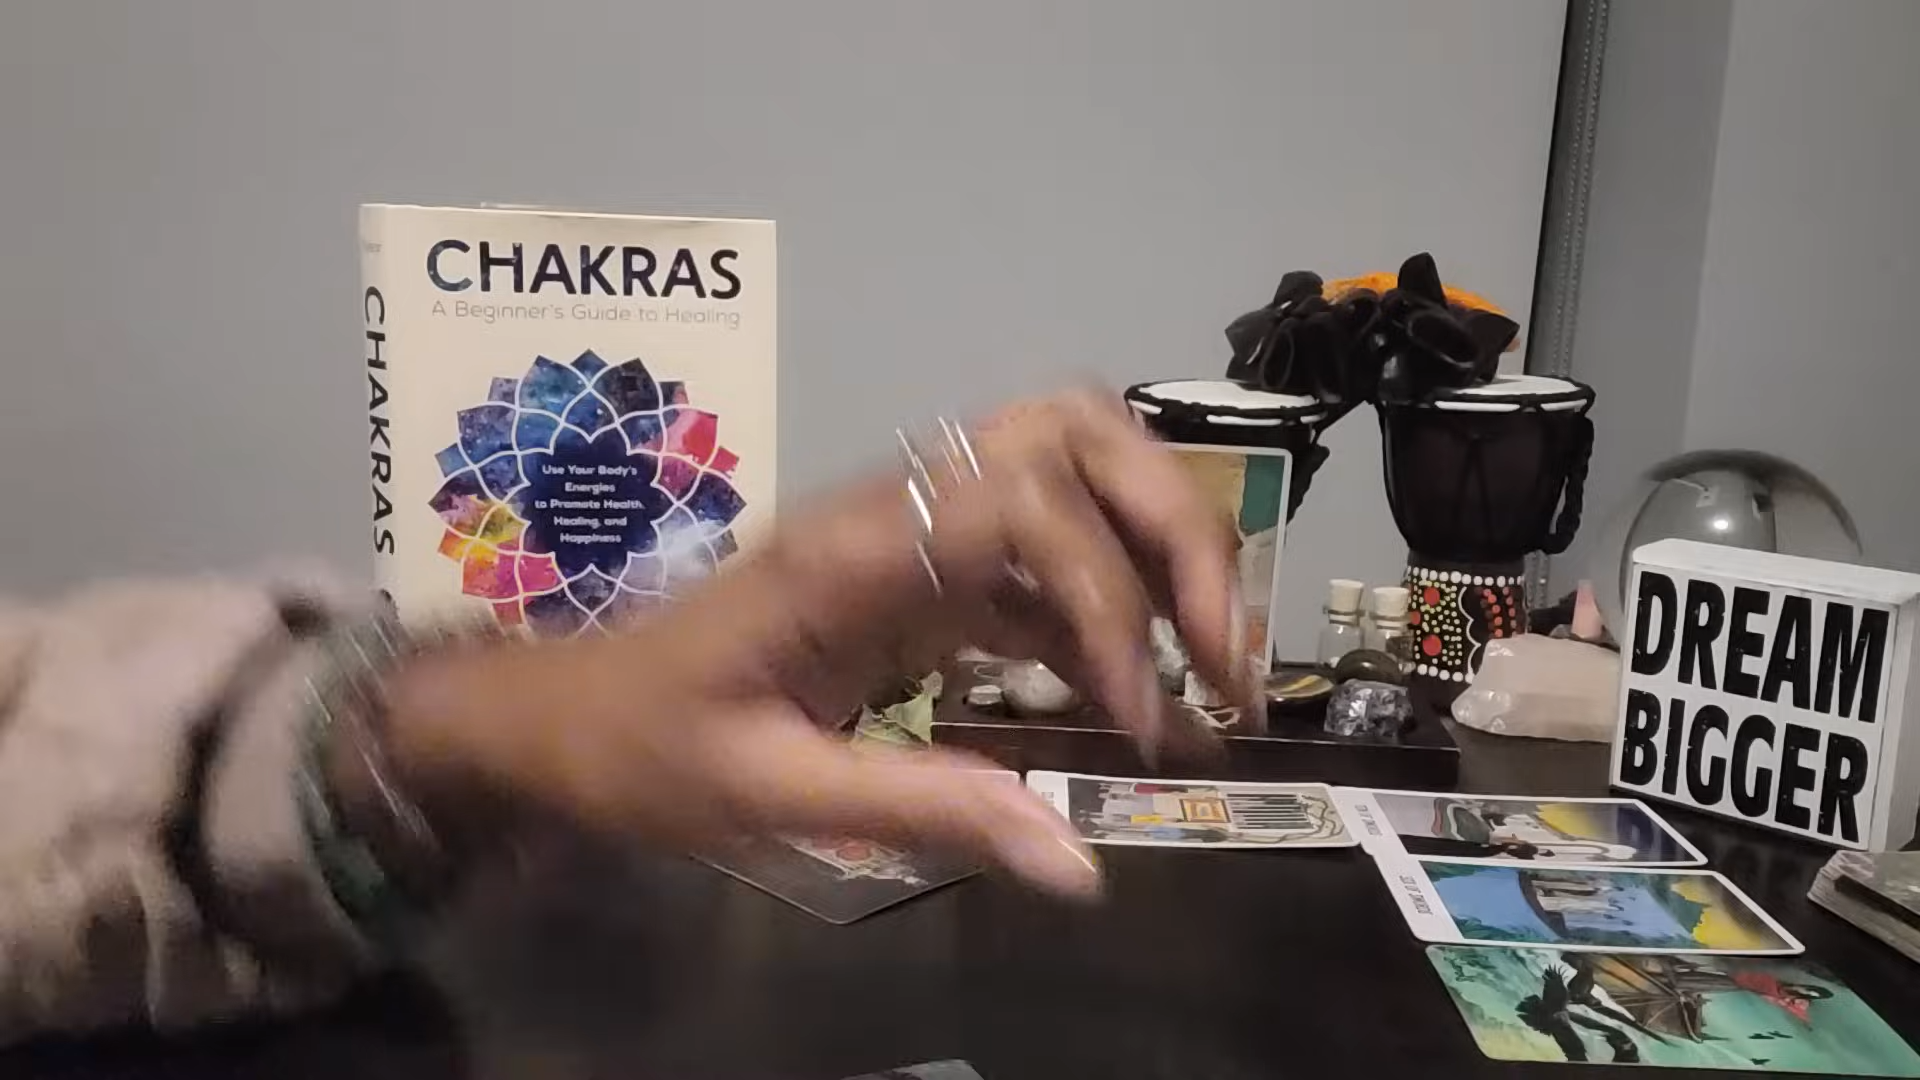 CHAKRAS
A Beginner's Guide to Healing
Use Your Body's
Energies
to Promote Health,
Healing, and
Happiness
CHAKRAS
DREAM
BIGGER